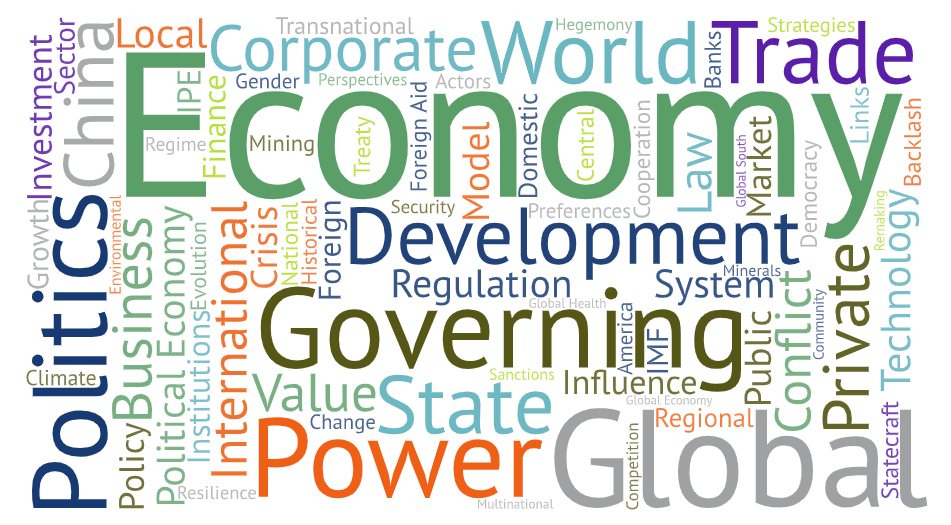 Transnational
Hegemony
Strategies
Local
Corporate
World
Banks
Trade
Sector
Investment
China
IPE
Finance
Gender
Perspectives
Actors
Economy
Links
Backlash
Regime
Mining
Treaty
Foreign Aid
Model
Domestic
Central
Cooperation
Law
Global South
Market
Democracy
Remaking
Technology
Growth
Politics
Environmental
Business
Political Economy
Evolution
Institutions
International
Crisis
National
Historical
Foreign
Security
Preferences
Development
Regulation
System
Minerals
Global Health
Governing
America
IMF
Public
Conflict
Community
Private
Climate
Policy
Value
Change
State
Sanctions
Influence
Global Economy
Regional
Statecraft
Power
Resilience
Multinational
Competition
Global